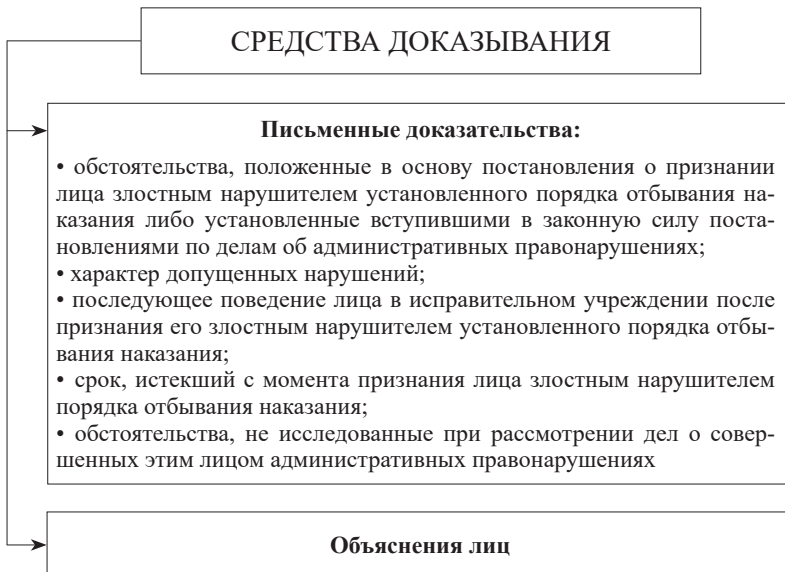 СРЕДСТВА ДОКАЗЫВАНИЯ
Письменные доказательства:
• обстоятельства, положенные в основу постановления о признании
лица злостным нарушителем установленного порядка отбывания на-
казания либо установленные вступившими в законную силу поста-
новлениями по делам об административных правонарушениях;
• характер допущенных нарушений;
• последующее поведение лица в исправительном учреждении после
признания его злостным нарушителем установленного порядка отбы-
вания наказания;
• срок, истекший с момента признания лица злостным нарушителем
порядка отбывания наказания;
• обстоятельства, не исследованные при рассмотрении дел о совер-
шенных этим лицом административных правонарушениях
Объяснения лиц